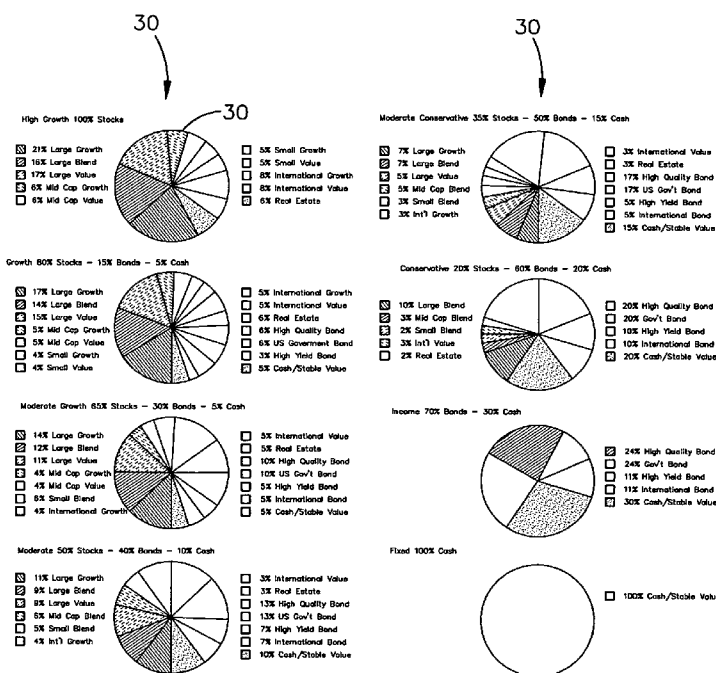 30
30
High Growth 100% Stocks
30
21% Large Growth
16% Large Blend
17% Large Value
6% Mid Cap Growth
6% Mid Cap Value
5% Small Growth
5% Small Value
8% International Growth
8% International Value
6% Real Estate
Growth 80% Stocks - 15% Bonds - 5% Cash
17% Large Growth
14% Large Blend
15% Large Value
5% Mid Cap Growth
5% Mid Cap Value
4% Small Growth
4% Small Value
5% International Growth
5% International Value
6% Real Estate
6% High Quality Bond
6% US Goverment Band
3% High Yield Bond
5% Cash/Stable Value
Moderate Growth 65% Stocks - 30% Bonds - 5% Cash
14% Large Growth
12% Large Blend
11% Large Value
4% Mid Cap Growth
4% Mid Cap Value
6% Small Blend
4% International Growth
5% International Value
5% Real Estate
10% High Quality Bond
10% US Gov't Bond
5% High Yield Bond
5% International Bond
5% Cash/Stable Value
Moderate 50% Stocks - 40% Bonds - 10% Cash
11% Large Growth
9% Large Blend
9% Large Value
6% Mid Cap Blend
5% Small Blend
4% Int'l Growth
3% International Value
3% Real Estate
13% High Quality Bond
13% US Gov't Bond
7% High Yield Bond
7% International Bond
10% Cash/Stable Value
Moderate Conservative 35% Stocks - 50% Bonds - 15% Cash
7% Large Growth
7% Large Blend
5% Large Value
5% Mid Cap Blend
3% Small Blend
3% Int'l Growth
3% International Value
3% Real Estate
17% High Quality Bond
17% US Gov't Bond
5% High Yield Bond
5% International Bond
15% Cash/Stable Value
Conservative 20% Stocks - 60% Bonds - 20% Cash
10% Large Blend
3% Mid Cap Blend
2% Small Blend
3% Int'l Value
2% Real Estate
20% High Quality Bond
20% Gov't Bond
10% High Yield Bond
10% International Bond
20% Cash/Stable Value
Income 70% Bonds - 30% Cash
24% High Quality Bond
24% Gov't Bond
11% High Yield Bond
11% International Bond
30% Cash/Stable Value
Fixed 100% Cash
100% Cash/Stable Value